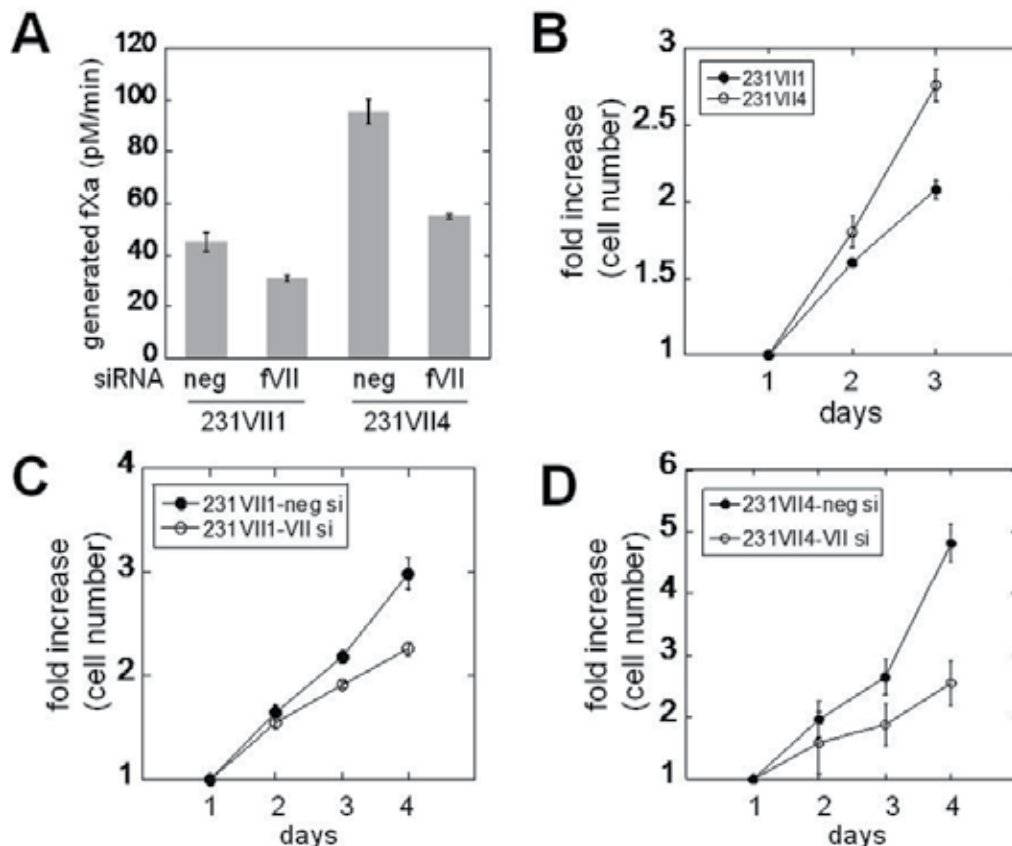 A
generated fXa (pM/min)
120
100
80
60
40
20
0
siRNA neg fVII neg fVII
231VII1 231VII4
B
fold increase
(cell number)
3
2.5
2
1.5
1
231VII1
231VII4
1 2 3
days
C
fold increase
(cell number)
4
3
2
1
231VII1-neg si
231VII1-VII si
1 2 3 4
days
D
fold increase
(cell number)
6
5
4
3
2
1
231VII4-neg si
231VII4-VII si
1 2 3 4
days